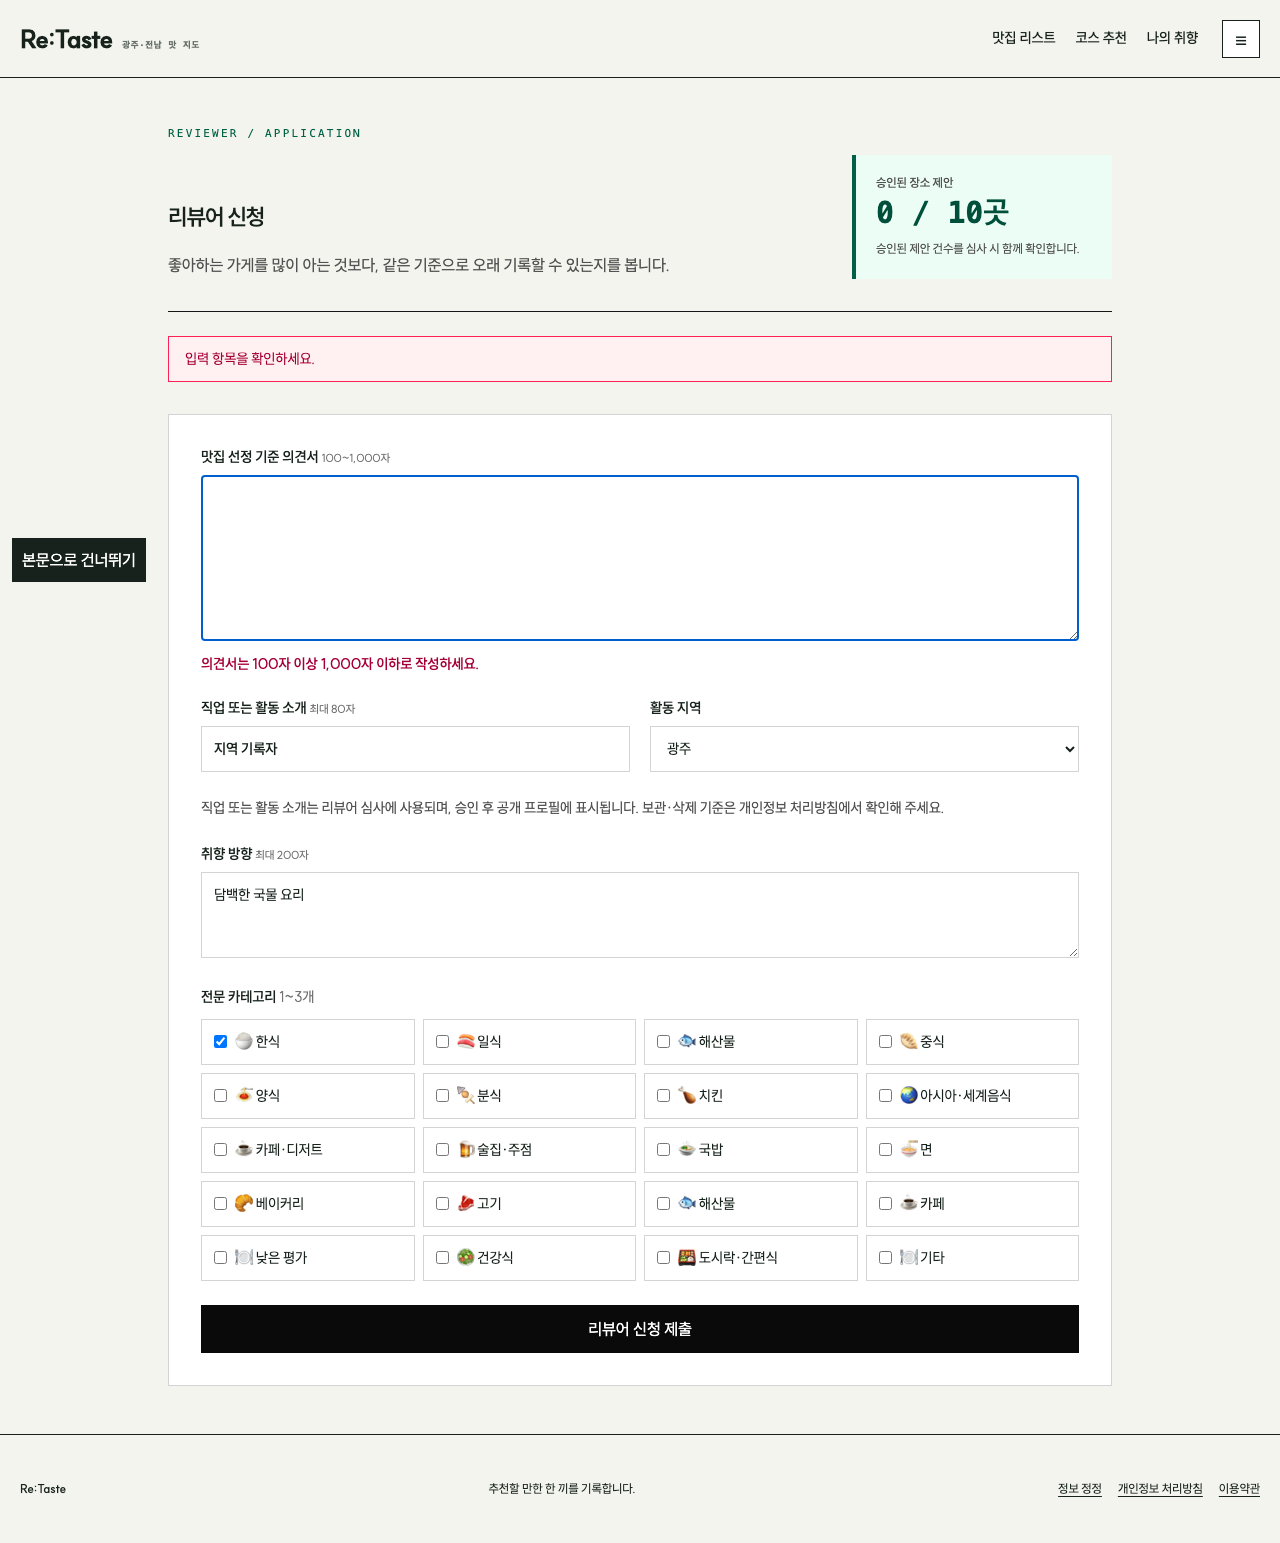 Re:Taste 광주·전남 맛 지도
맛집 리스트
코스 추천
나의 취향
REVIEWER / APPLICATION
리뷰어 신청
좋아하는 가게를 많이 아는 것보다, 같은 기준으로 오래 기록할 수 있는지를 봅니다.
승인된 장소 제안
0 / 10곳
승인된 제안 건수를 심사 시 함께 확인합니다.
입력 항목을 확인하세요.
맛집 선정 기준 의견서 100~1,000자
본문으로 건너뛰기
의견서는 100자 이상 1,000자 이하로 작성하세요.
직업 또는 활동 소개 최대 80자
지역 기록자
활동 지역
광주
직업 또는 활동 소개는 리뷰어 심사에 사용되며, 승인 후 공개 프로필에 표시됩니다. 보관·삭제 기준은 개인정보 처리방침에서 확인해 주세요.
취향 방향 최대 200자
담백한 국물 요리
전문 카테고리 1~3개
한식
일식
해산물
중식
양식
분식
치킨
아시아·세계음식
카페·디저트
술집·주점
국밥
면
베이커리
고기
해산물
카페
낮은 평가
건강식
도시락·간편식
기타
리뷰어 신청 제출
Re:Taste
추천할 만한 한 끼를 기록합니다.
정보 정정
개인정보 처리방침
이용약관